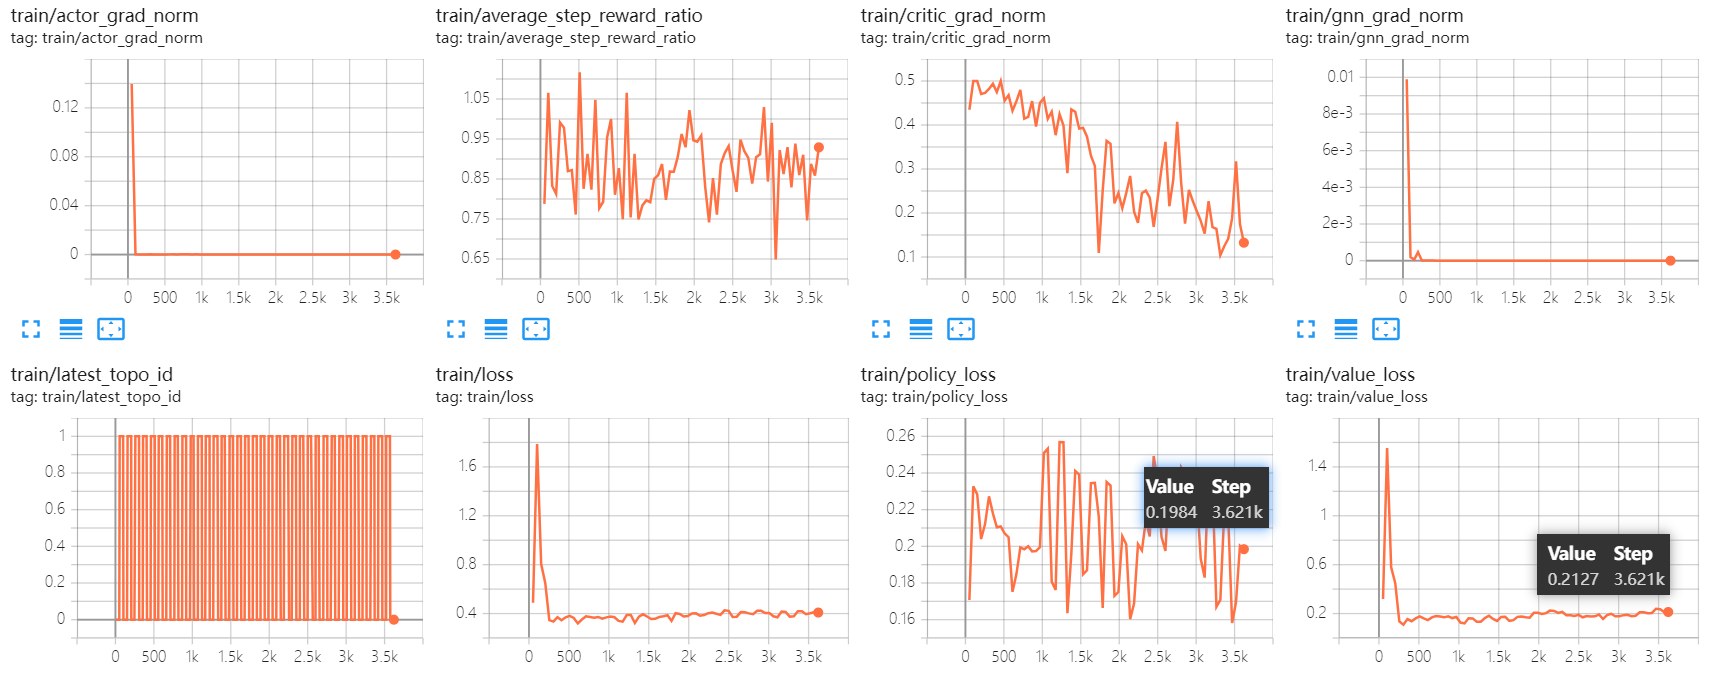 train/actor_grad_norm
tag: train/actor_grad_norm
0.12
0.08
0.04
0
0 500 1k 1.5k 2k 2.5k 3k 3.5k
train/average_step_reward_ratio
tag: train/average_step_reward_ratio
1.05
0.95
0.85
0.75
0.65
0 500 1k 1.5k 2k 2.5k 3k 3.5k
train/critic_grad_norm
tag: train/critic_grad_norm
0.5
0.4
0.3
0.2
0.1
0 500 1k 1.5k 2k 2.5k 3k 3.5k
train/gnn_grad_norm
tag: train/gnn_grad_norm
0.01
8e-3
6e-3
4e-3
2e-3
0
0 500 1k 1.5k 2k 2.5k 3k 3.5k
train/latest_topo_id
tag: train/latest_topo_id
1
0.8
0.6
0.4
0.2
0
0 500 1k 1.5k 2k 2.5k 3k 3.5k
train/loss
tag: train/loss
1.6
1.2
0.8
0.4
0 500 1k 1.5k 2k 2.5k 3k 3.5k
train/policy_loss
tag: train/policy_loss
0.26
0.24
0.22
0.2
0.18
0.16
Value Step
0.1984 3.621k
0 500 1k 1.5k 2k 2.5k 3k 3.5k
train/value_loss
tag: train/value_loss
1.4
1
0.6
0.2
Value Step
0.2127 3.621k
0 500 1k 1.5k 2k 2.5k 3k 3.5k